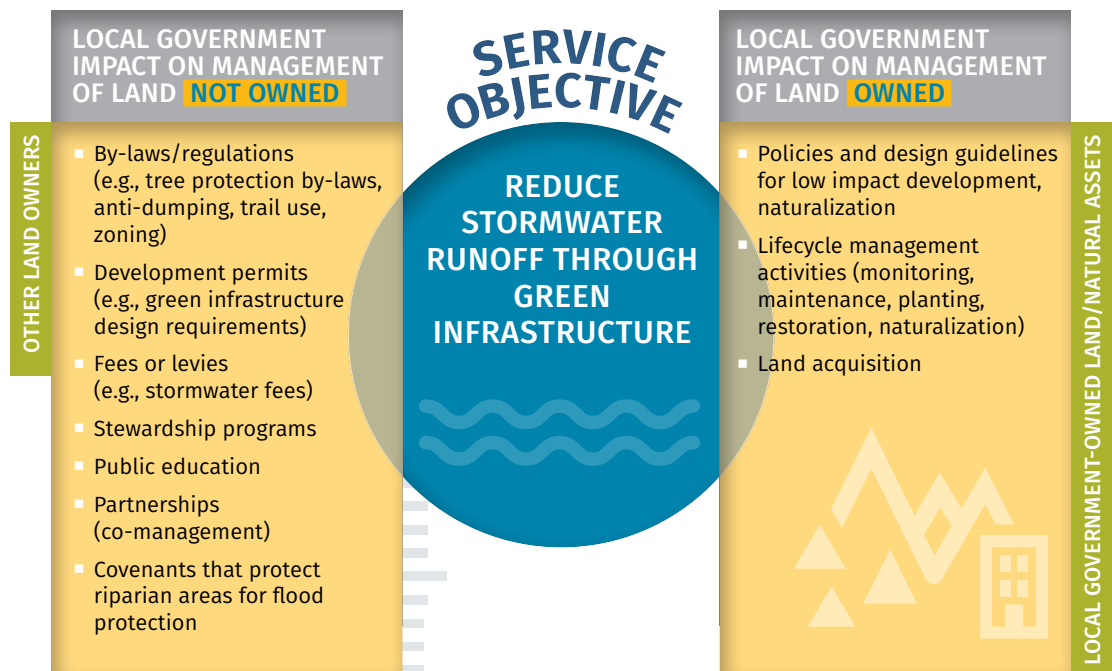 LOCAL GOVERNMENT
IMPACT ON MANAGEMENT
OF LAND NOT OWNED
OTHER LAND OWNERS
▪ By-laws/regulations
(e.g., tree protection by-laws,
anti-dumping, trail use,
zoning)
▪ Development permits
(e.g., green infrastructure
design requirements)
▪ Fees or levies
(e.g., stormwater fees)
▪ Stewardship programs
▪ Public education
▪ Partnerships
(co-management)
▪ Covenants that protect
riparian areas for flood
protection
SERVICE
OBJECTIVE
REDUCE
STORMWATER
RUNOFF THROUGH
GREEN
INFRASTRUCTURE
LOCAL GOVERNMENT
IMPACT ON MANAGEMENT
OF LAND OWNED
▪ Policies and design guidelines
for low impact development,
naturalization
▪ Lifecycle management
activities (monitoring,
maintenance, planting,
restoration, naturalization)
▪ Land acquisition
LOCAL GOVERNMENT-OWNED LAND/NATURAL ASSETS